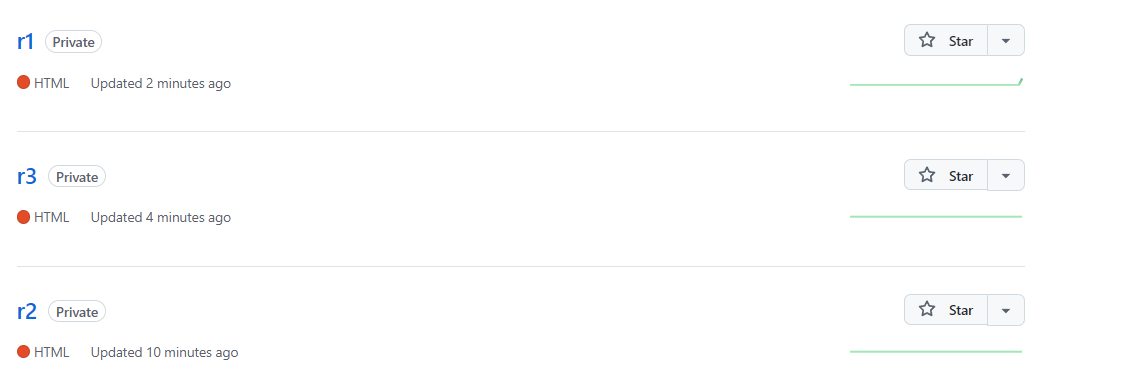 r1 Private Star
HTML Updated 2 minutes ago
r3 Private Star
HTML Updated 4 minutes ago
r2 Private Star
HTML Updated 10 minutes ago